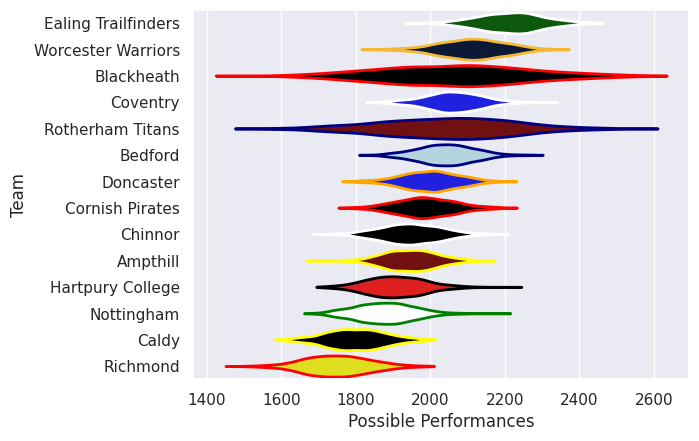 Ealing Trailfinders
Worcester Warriors
Blackheath
Coventry
Rotherham Titans
Bedford
Doncaster
Cornish Pirates
Chinnor
Ampthill
Hartpury College
Nottingham
Caldy
Richmond
Team
1400 1600 1800 2000 2200 2400 2600
Possible Performances